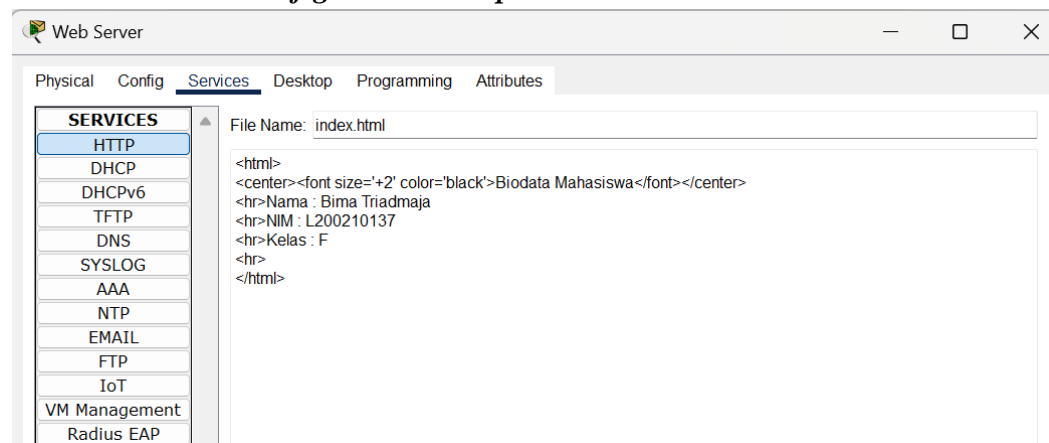 Web Server
Physical Config Services Desktop Programming Attributes
SERVICES
HTTP
DHCP
DHCPv6
TFTP
DNS
SYSLOG
AAA
NTP
EMAIL
FTP
IoT
VM Management
Radius EAP
File Name: index.html
<html>
<center><font size='+2' color='black'>Biodata Mahasiswa</font></center>
<hr>Nama : Bima Triadmaja
<hr>NIM : L200210137
<hr>Kelas : F
<hr>
</html>